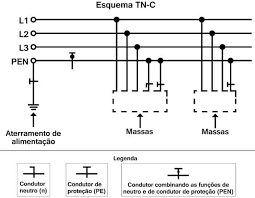 Esquema TN-C
L1
L2
L3
PEN
Aterramento de
alimentação
Massas
Massas
Legenda
Condutor
neutro (n)
Condutor de
proteção (PE)
Condutor combinando as funções de
neutro e de condutor de proteção (PEN)